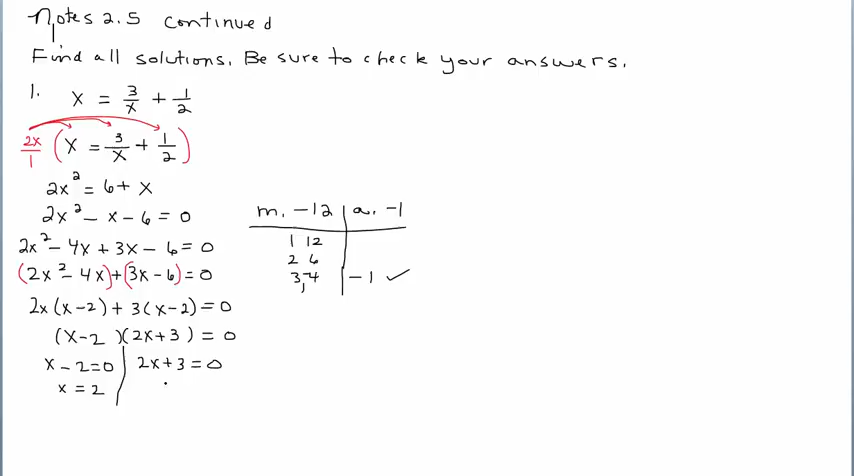 Notes 2.5 continued
Find all solutions. Be sure to check your answers.
1. x = 3/x + 1/2
2x/1 (x = 3/x + 1/2)
2x² = 6 + x
2x² - x - 6 = 0
2x² - 4x + 3x - 6 = 0
(2x² - 4x) + (3x - 6) = 0
2x(x - 2) + 3(x - 2) = 0
(x - 2)(2x + 3) = 0
x - 2 = 0 | 2x + 3 = 0
x = 2
m. -12 | a. -1
1 12
2 6
3, -4 | -1 ✓